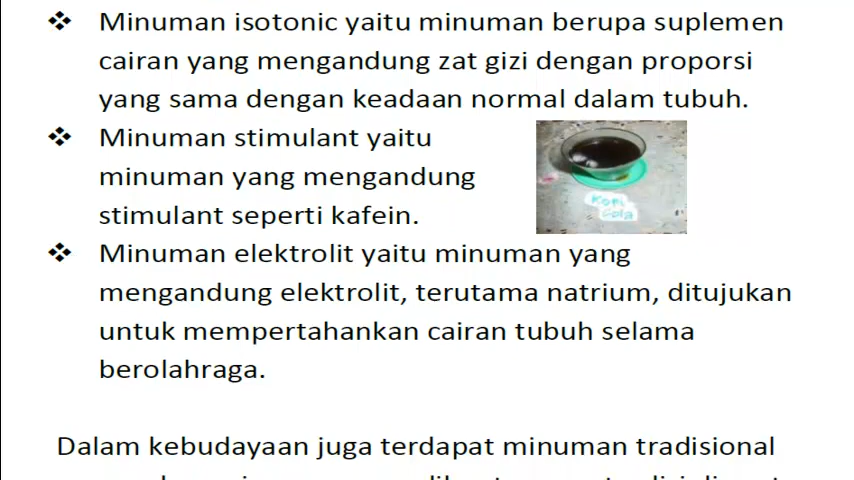 ❖ Minuman isotonic yaitu minuman berupa suplemen
cairan yang mengandung zat gizi dengan proporsi
yang sama dengan keadaan normal dalam tubuh.
❖ Minuman stimulant yaitu
minuman yang mengandung
stimulant seperti kafein.
Kopi
Cola
❖ Minuman elektrolit yaitu minuman yang
mengandung elektrolit, terutama natrium, ditujukan
untuk mempertahankan cairan tubuh selama
berolahraga.
Dalam kebudayaan juga terdapat minuman tradisional